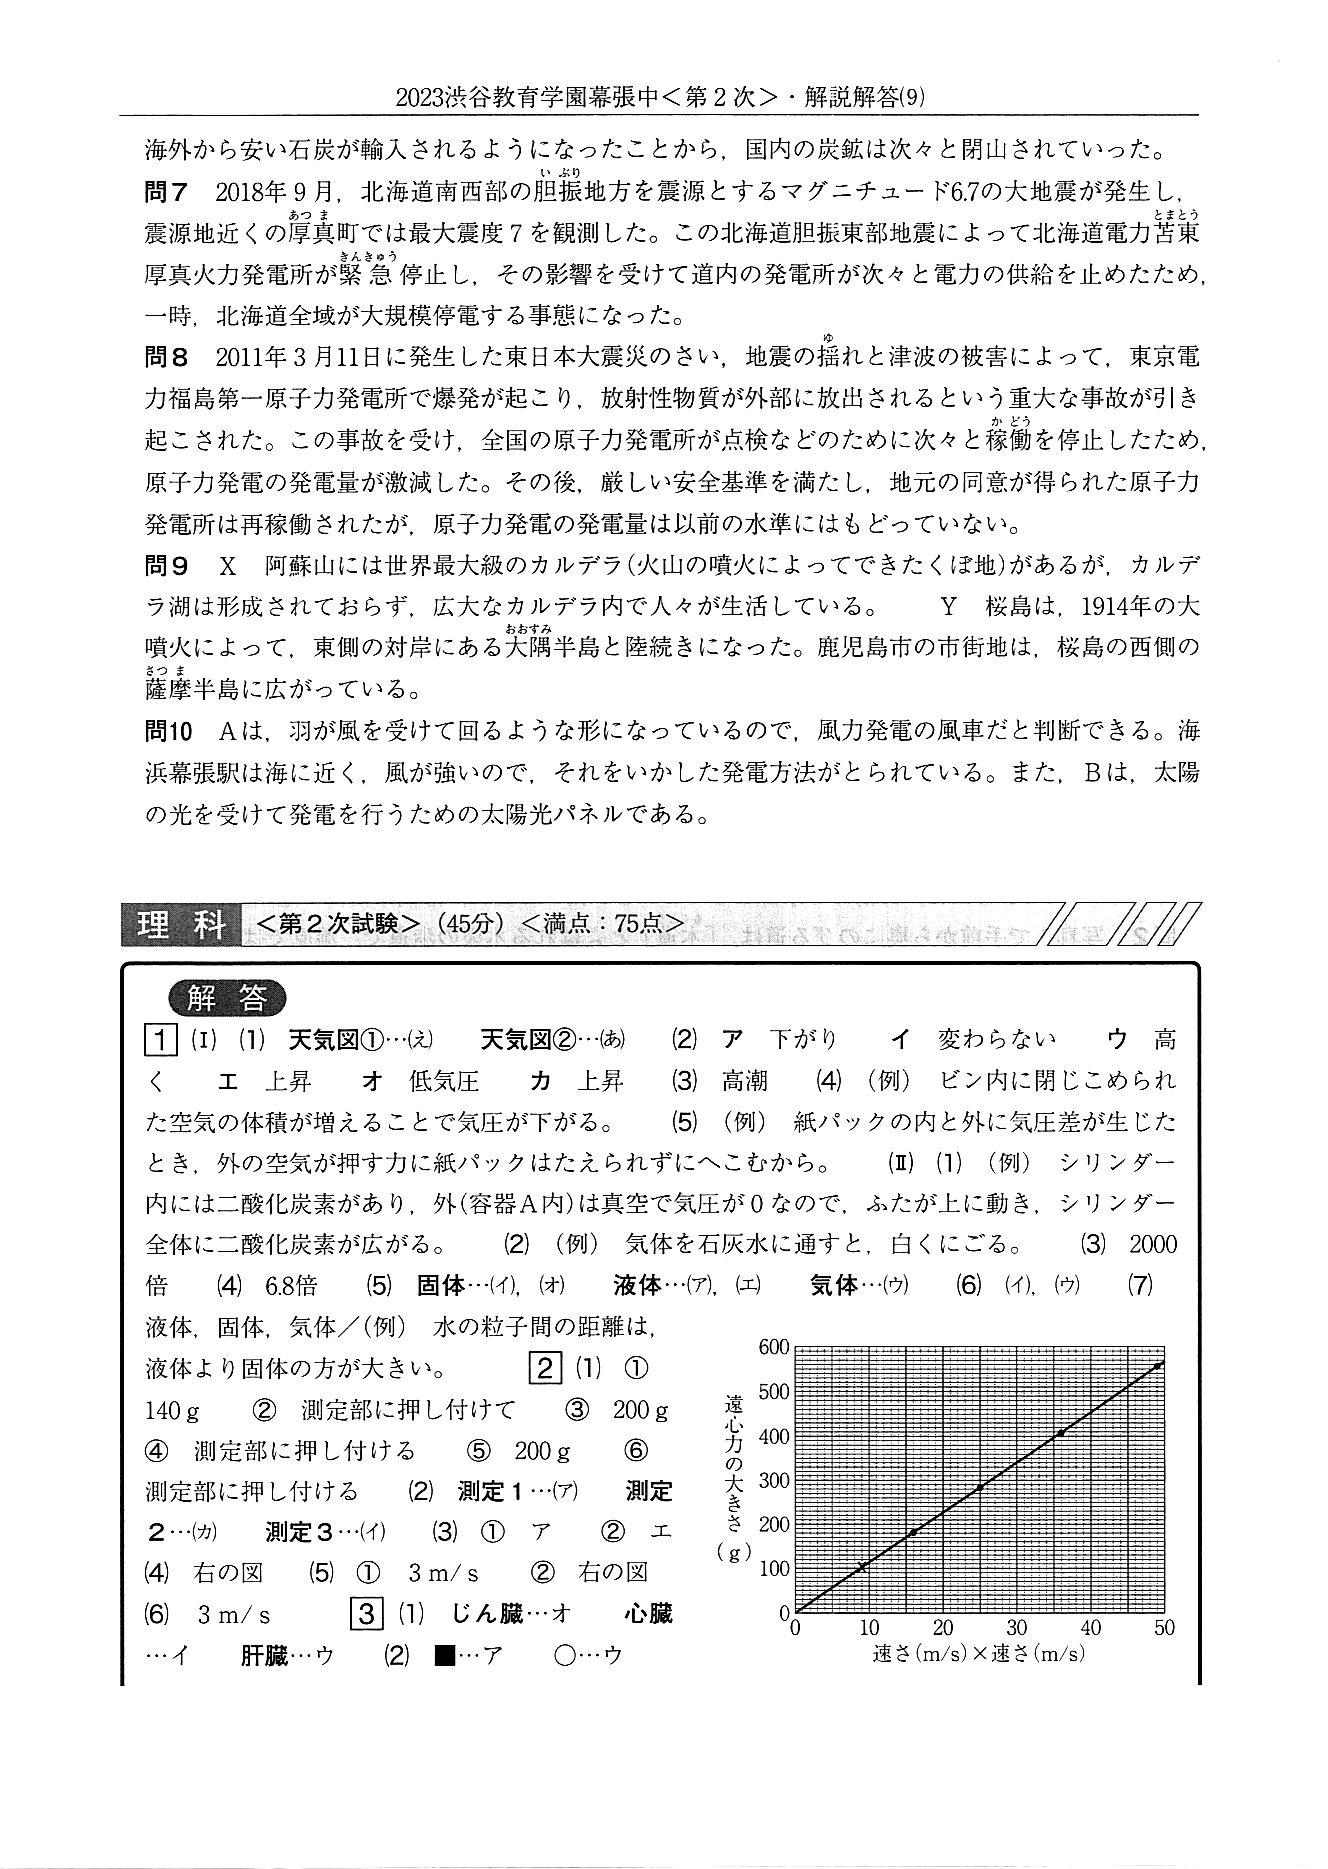 2023渋谷教育学園幕張中＜第２次＞・解説解答(9)
海外から安い石炭が輸入されるようになったことから，国内の炭鉱は次々と閉山されていった。
問７　2018年９月，北海道南西部の胆振地方を震源とするマグニチュード6.7の大地震が発生し，
震源地近くの厚真町では最大震度７を観測した。この北海道胆振東部地震によって北海道電力苫東
厚真火力発電所が緊急停止し，その影響を受けて道内の発電所が次々と電力の供給を止めたため，
一時，北海道全域が大規模停電する事態になった。
問８　2011年３月11日に発生した東日本大震災のさい，地震の揺れと津波の被害によって，東京電
力福島第一原子力発電所で爆発が起こり，放射性物質が外部に放出されるという重大な事故が引き
起こされた。この事故を受け，全国の原子力発電所が点検などのために次々と稼働を停止したため，
原子力発電の発電量が激減した。その後，厳しい安全基準を満たし，地元の同意が得られた原子力
発電所は再稼働されたが，原子力発電の発電量は以前の水準にはもどっていない。
問９　Ｘ　阿蘇山には世界最大級のカルデラ(火山の噴火によってできたくぼ地)があるが，カルデ
ラ湖は形成されておらず，広大なカルデラ内で人々が生活している。　　Ｙ　桜島は，1914年の大
噴火によって，東側の対岸にある大隅半島と陸続きになった。鹿児島市の市街地は，桜島の西側の
薩摩半島に広がっている。
問10　Ａは，羽が風を受けて回るような形になっているので，風力発電の風車だと判断できる。海
浜幕張駅は海に近く，風が強いので，それをいかした発電方法がとられている。また，Ｂは，太陽
の光を受けて発電を行うための太陽光パネルである。
理科　＜第２次試験＞（45分）＜満点：75点＞
解答
1 (I) (1) 天気図①…(え)　天気図②…(あ)　(2) ア　下がり　イ　変わらない　ウ　高
く　エ　上昇　オ　低気圧　カ　上昇　(3) 高潮　(4) （例）　ビン内に閉じこめられ
た空気の体積が増えることで気圧が下がる。　(5) （例）　紙パックの内と外に気圧差が生じた
とき，外の空気が押す力に紙パックはたえられずにへこむから。　(II) (1) （例）　シリンダー
内には二酸化炭素があり，外(容器Ａ内)は真空で気圧が０なので，ふたが上に動き，シリンダー
全体に二酸化炭素が広がる。　(2) （例）　気体を石灰水に通すと，白くにごる。　(3) 2000
倍　(4) 6.8倍　(5) 固体…(イ)，(オ)　液体…(ア)，(エ)　気体…(ウ)　(6) (イ)，(ウ)　(7)
液体，固体，気体／(例)　水の粒子間の距離は，
液体より固体の方が大きい。　2 (1) ①
140ｇ　②　測定部に押し付けて　③　200ｇ
④　測定部に押し付ける　⑤　200ｇ　⑥
測定部に押し付ける　(2) 測定１…(ア)　測定
２…(カ)　測定３…(イ)　(3) ①　ア　②　エ
(4) 右の図　(5) ①　３ｍ/ｓ　②　右の図
(6) ３ｍ/ｓ　3 (1) じん臓…オ　心臓
…イ　肝臓…ウ　(2) ■…ア　○…ウ
遠心力の大きさ(ｇ)
600
500
400
300
200
100
0
0 10 20 30 40 50
速さ(m/s)×速さ(m/s)